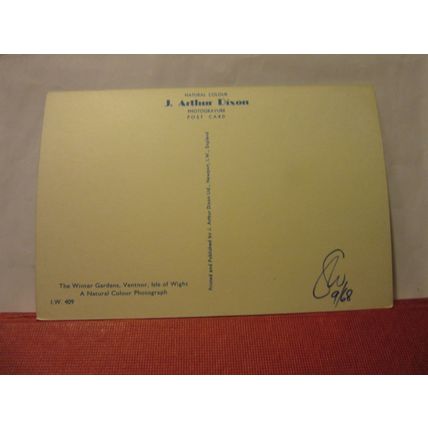 NATURAL COLOUR
J. Arthur Dixon
PHOTOGRAVURE
POST CARD
Printed and Published by J. Arthur Dixon Ltd., Newport, I.W., England
The Winter Gardens, Ventnor, Isle of Wight
A Natural Colour Photograph
I.W. 409
SW
9/68